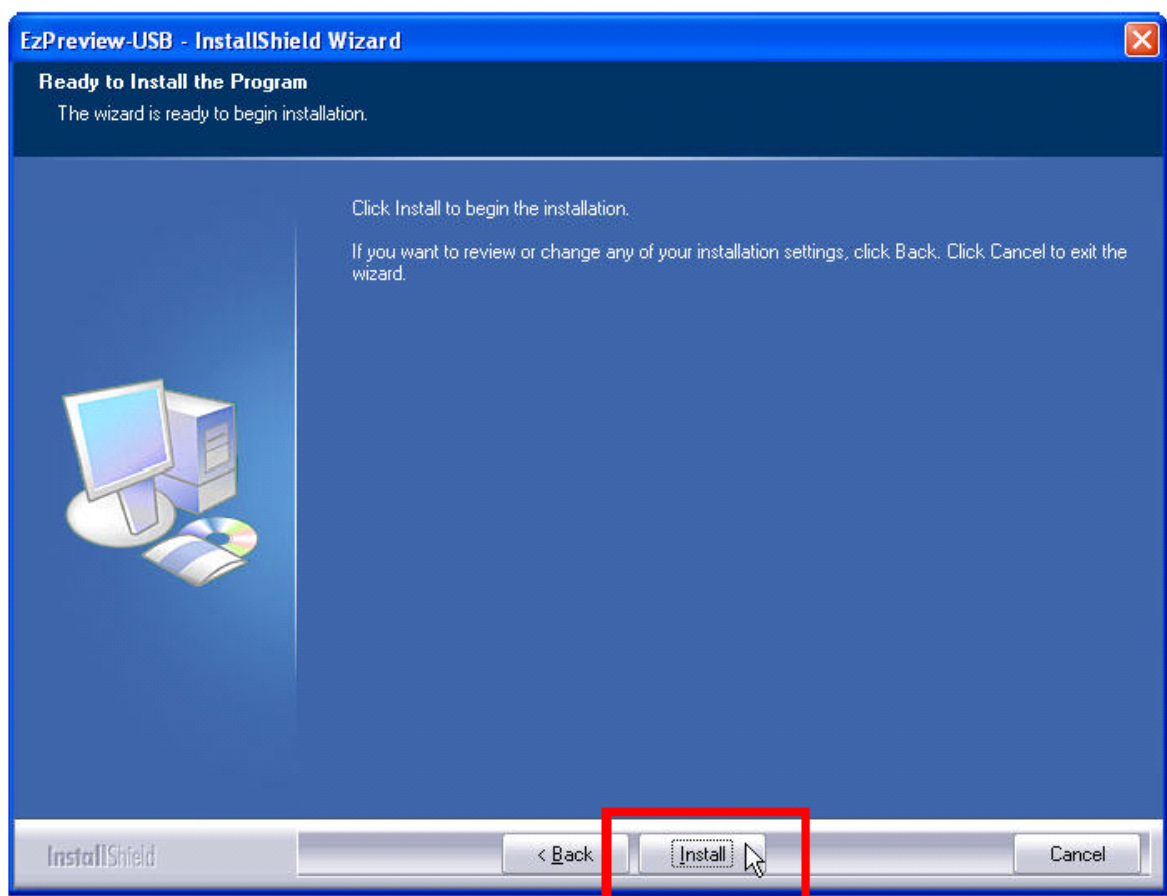 EzPreview-USB - InstallShield Wizard
Ready to Install the Program
The wizard is ready to begin installation.
Click Install to begin the installation.
If you want to review or change any of your installation settings, click Back. Click Cancel to exit the
wizard.
InstallShield
< Back
Install
Cancel